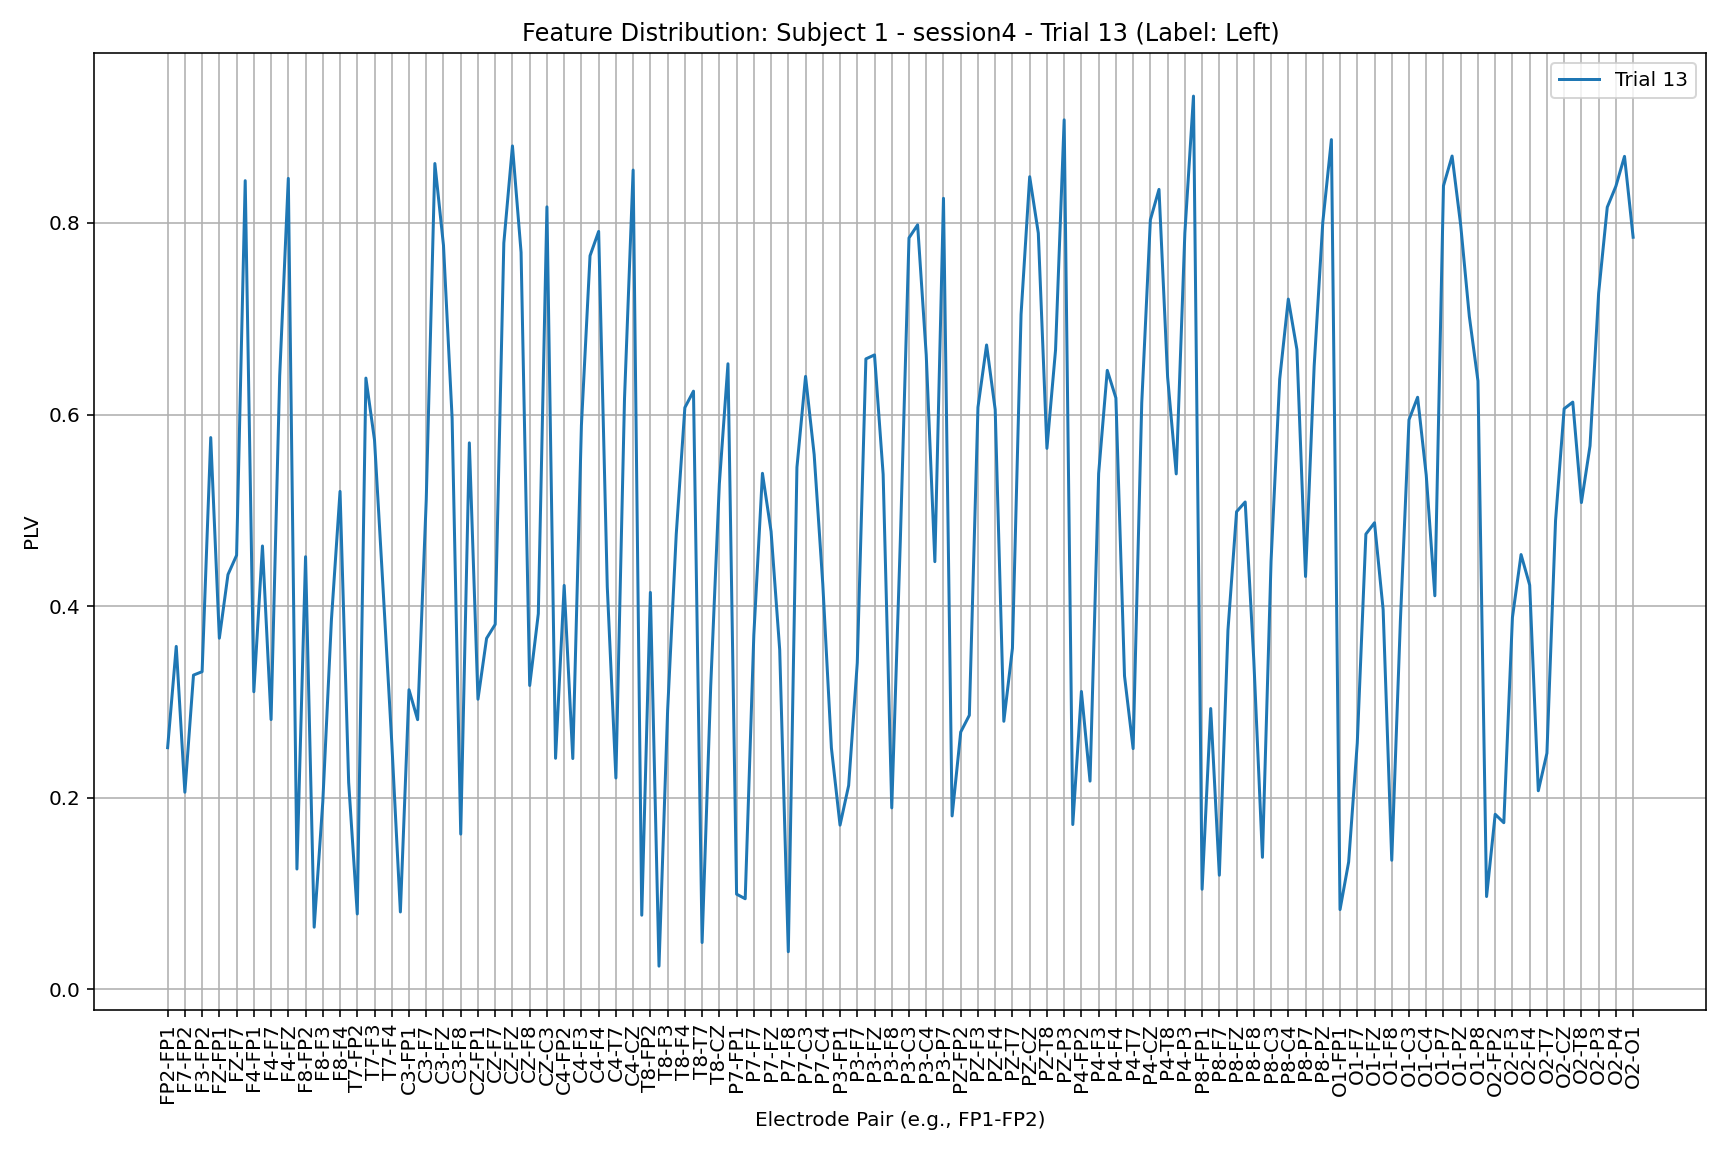 Feature Distribution: Subject 1 - session4 - Trial 13 (Label: Left)
Trial 13
PLV
0.8
0.6
0.4
0.2
0.0
FP2-FP1
F7-FP2
F3-FP2
FZ-FP1
FZ-F7
F4-FP1
F4-F7
F4-FZ
F8-FP2
F8-F3
F8-F4
T7-FP2
T7-F3
T7-F4
C3-FP1
C3-F7
C3-FZ
C3-F8
CZ-FP1
CZ-F7
CZ-FZ
CZ-F8
CZ-C3
C4-FP2
C4-F3
C4-F4
C4-T7
C4-CZ
T8-FP2
T8-F3
T8-F4
T8-T7
T8-CZ
P7-FP1
P7-F7
P7-FZ
P7-F8
P7-C3
P7-C4
P3-FP1
P3-F7
P3-FZ
P3-F8
P3-C3
P3-C4
P3-P7
PZ-FP2
PZ-F3
PZ-F4
PZ-T7
PZ-CZ
PZ-T8
PZ-P3
P4-FP2
P4-F3
P4-F4
P4-T7
P4-CZ
P4-T8
P4-P3
P8-FP1
P8-F7
P8-FZ
P8-F8
P8-C3
P8-C4
P8-P7
P8-PZ
O1-FP1
O1-F7
O1-FZ
O1-F8
O1-C3
O1-C4
O1-P7
O1-PZ
O1-P8
O2-FP2
O2-F3
O2-F4
O2-T7
O2-CZ
O2-T8
O2-P3
O2-P4
O2-O1
Electrode Pair (e.g., FP1-FP2)